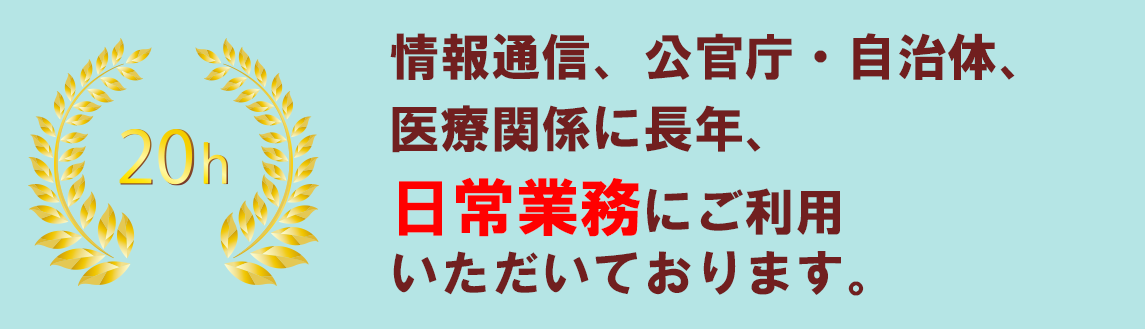 20h
情報通信、公官庁・自治体、
医療関係に長年、
日常業務にご利用
いただいております。